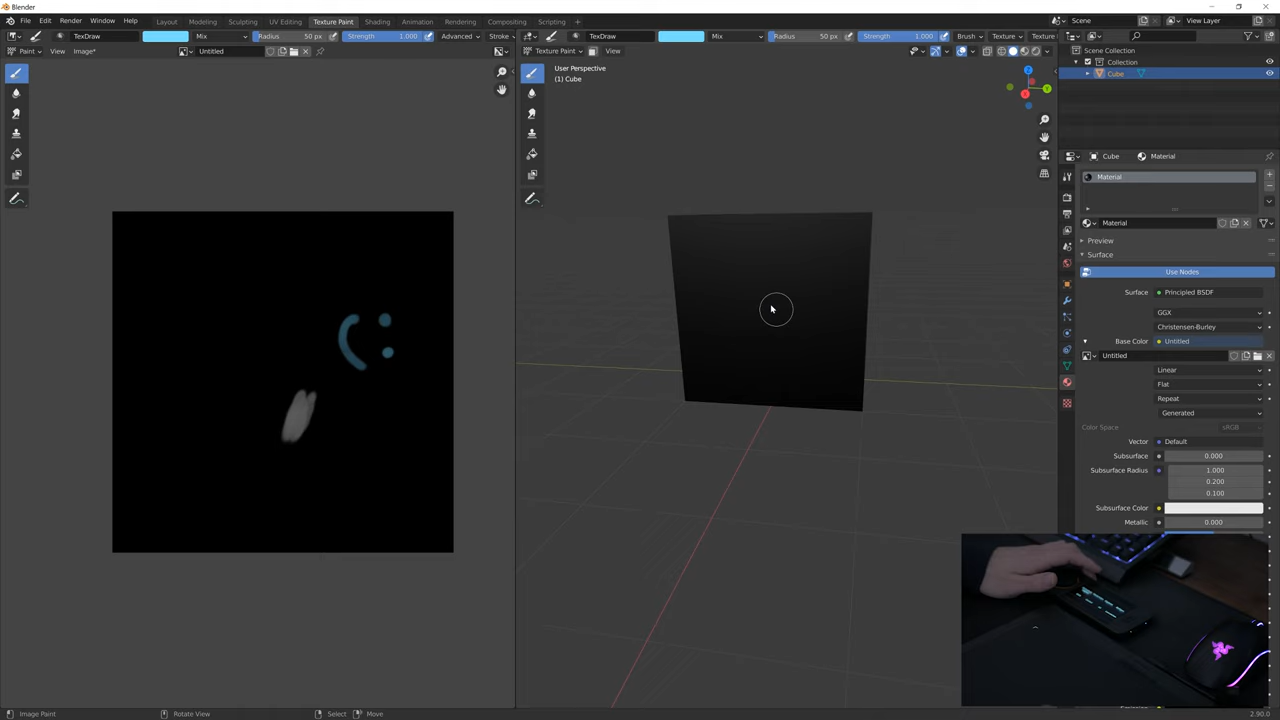 Blender
File Edit Render Window Help Layout Modeling Sculpting UV Editing Texture Paint Shading Animation Rendering Compositing Scripting + Scene View Layer
TexDraw Mix Radius 50 px Strength 1.000 Advanced Stroke TexDraw Mix Radius 50 px Strength 1.000 Brush Texture Texture
Paint View Image* Untitled Texture Paint View Scene Collection
Collection
User Perspective
(1) Cube
Cube
Z
Y
X
Cube Material
Material
Material
Preview
Surface
Use Nodes
Surface Principled BSDF
GGX
Christensen-Burley
Base Color Untitled
Untitled
Linear
Flat
Repeat
Generated
Color Space sRGB
Vector Default
Subsurface 0.000
Subsurface Radius 1.000
0.200
0.100
Subsurface Color
Metallic 0.000
Image Paint Rotate View Select Move 2.90.0